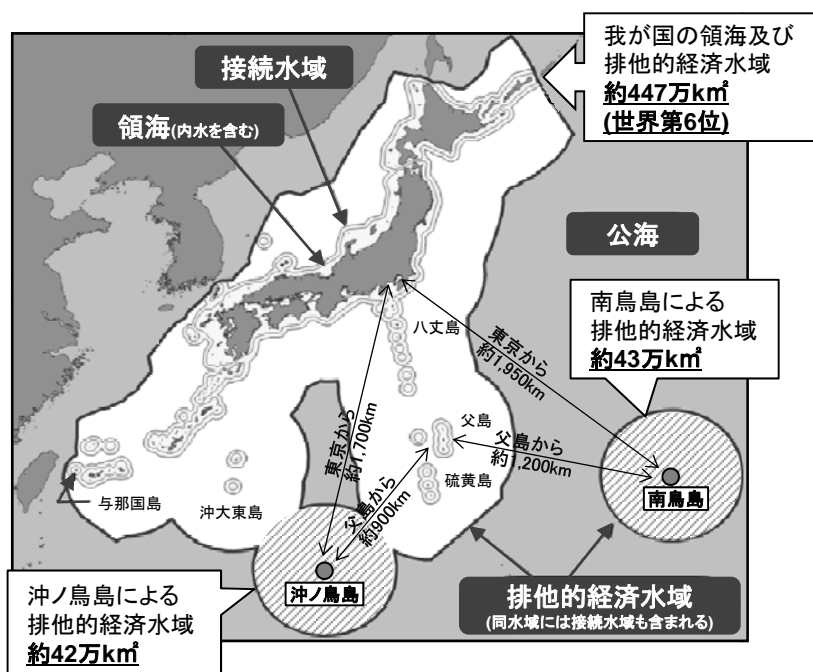 我が国の領海及び
排他的経済水域
約447万k㎡
(世界第6位)
接続水域
領海(内水を含む)
公海
南鳥島による
排他的経済水域
約43万k㎡
八丈島
東京から
約1,950km
東京から
約1,700km
父島
父島から
約1,200km
硫黄島
父島から
約900km
南鳥島
与那国島
沖大東島
沖ノ鳥島
排他的経済水域
(同水域には接続水域も含まれる)
沖ノ鳥島による
排他的経済水域
約42万k㎡